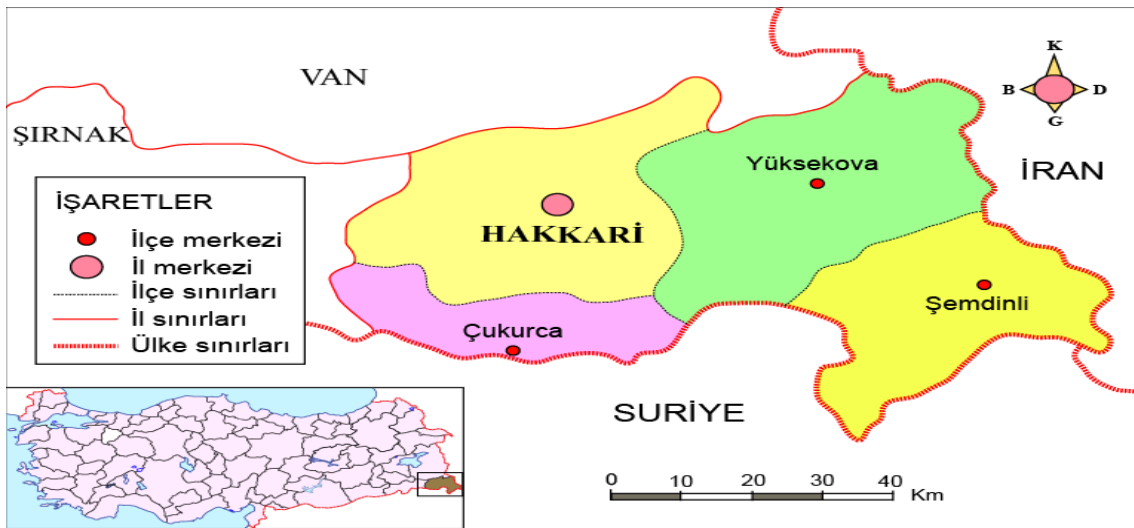 VAN
K
B
D
G
ŞIRNAK
Yüksekova
İRAN
İŞARETLER
İlçe merkezi
İl merkezi
İlçe sınırları
İl sınırları
Ülke sınırları
HAKKARİ
Şemdinli
Çukurca
SURİYE
0 10 20 30 40
Km